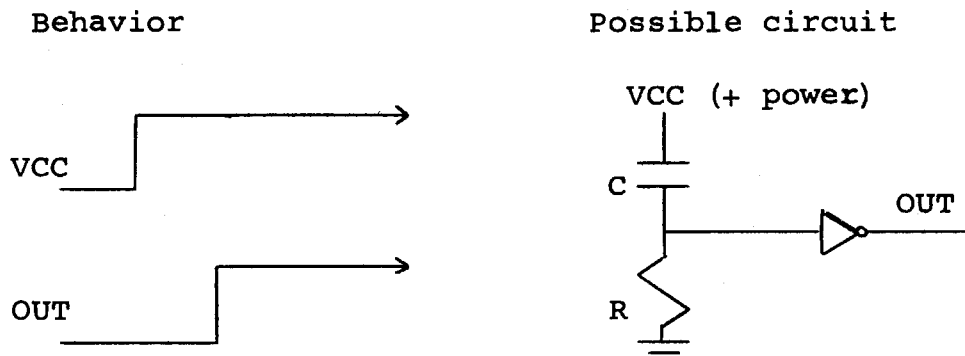 Behavior
VCC
OUT
Possible circuit
VCC (+ power)
C
OUT
R